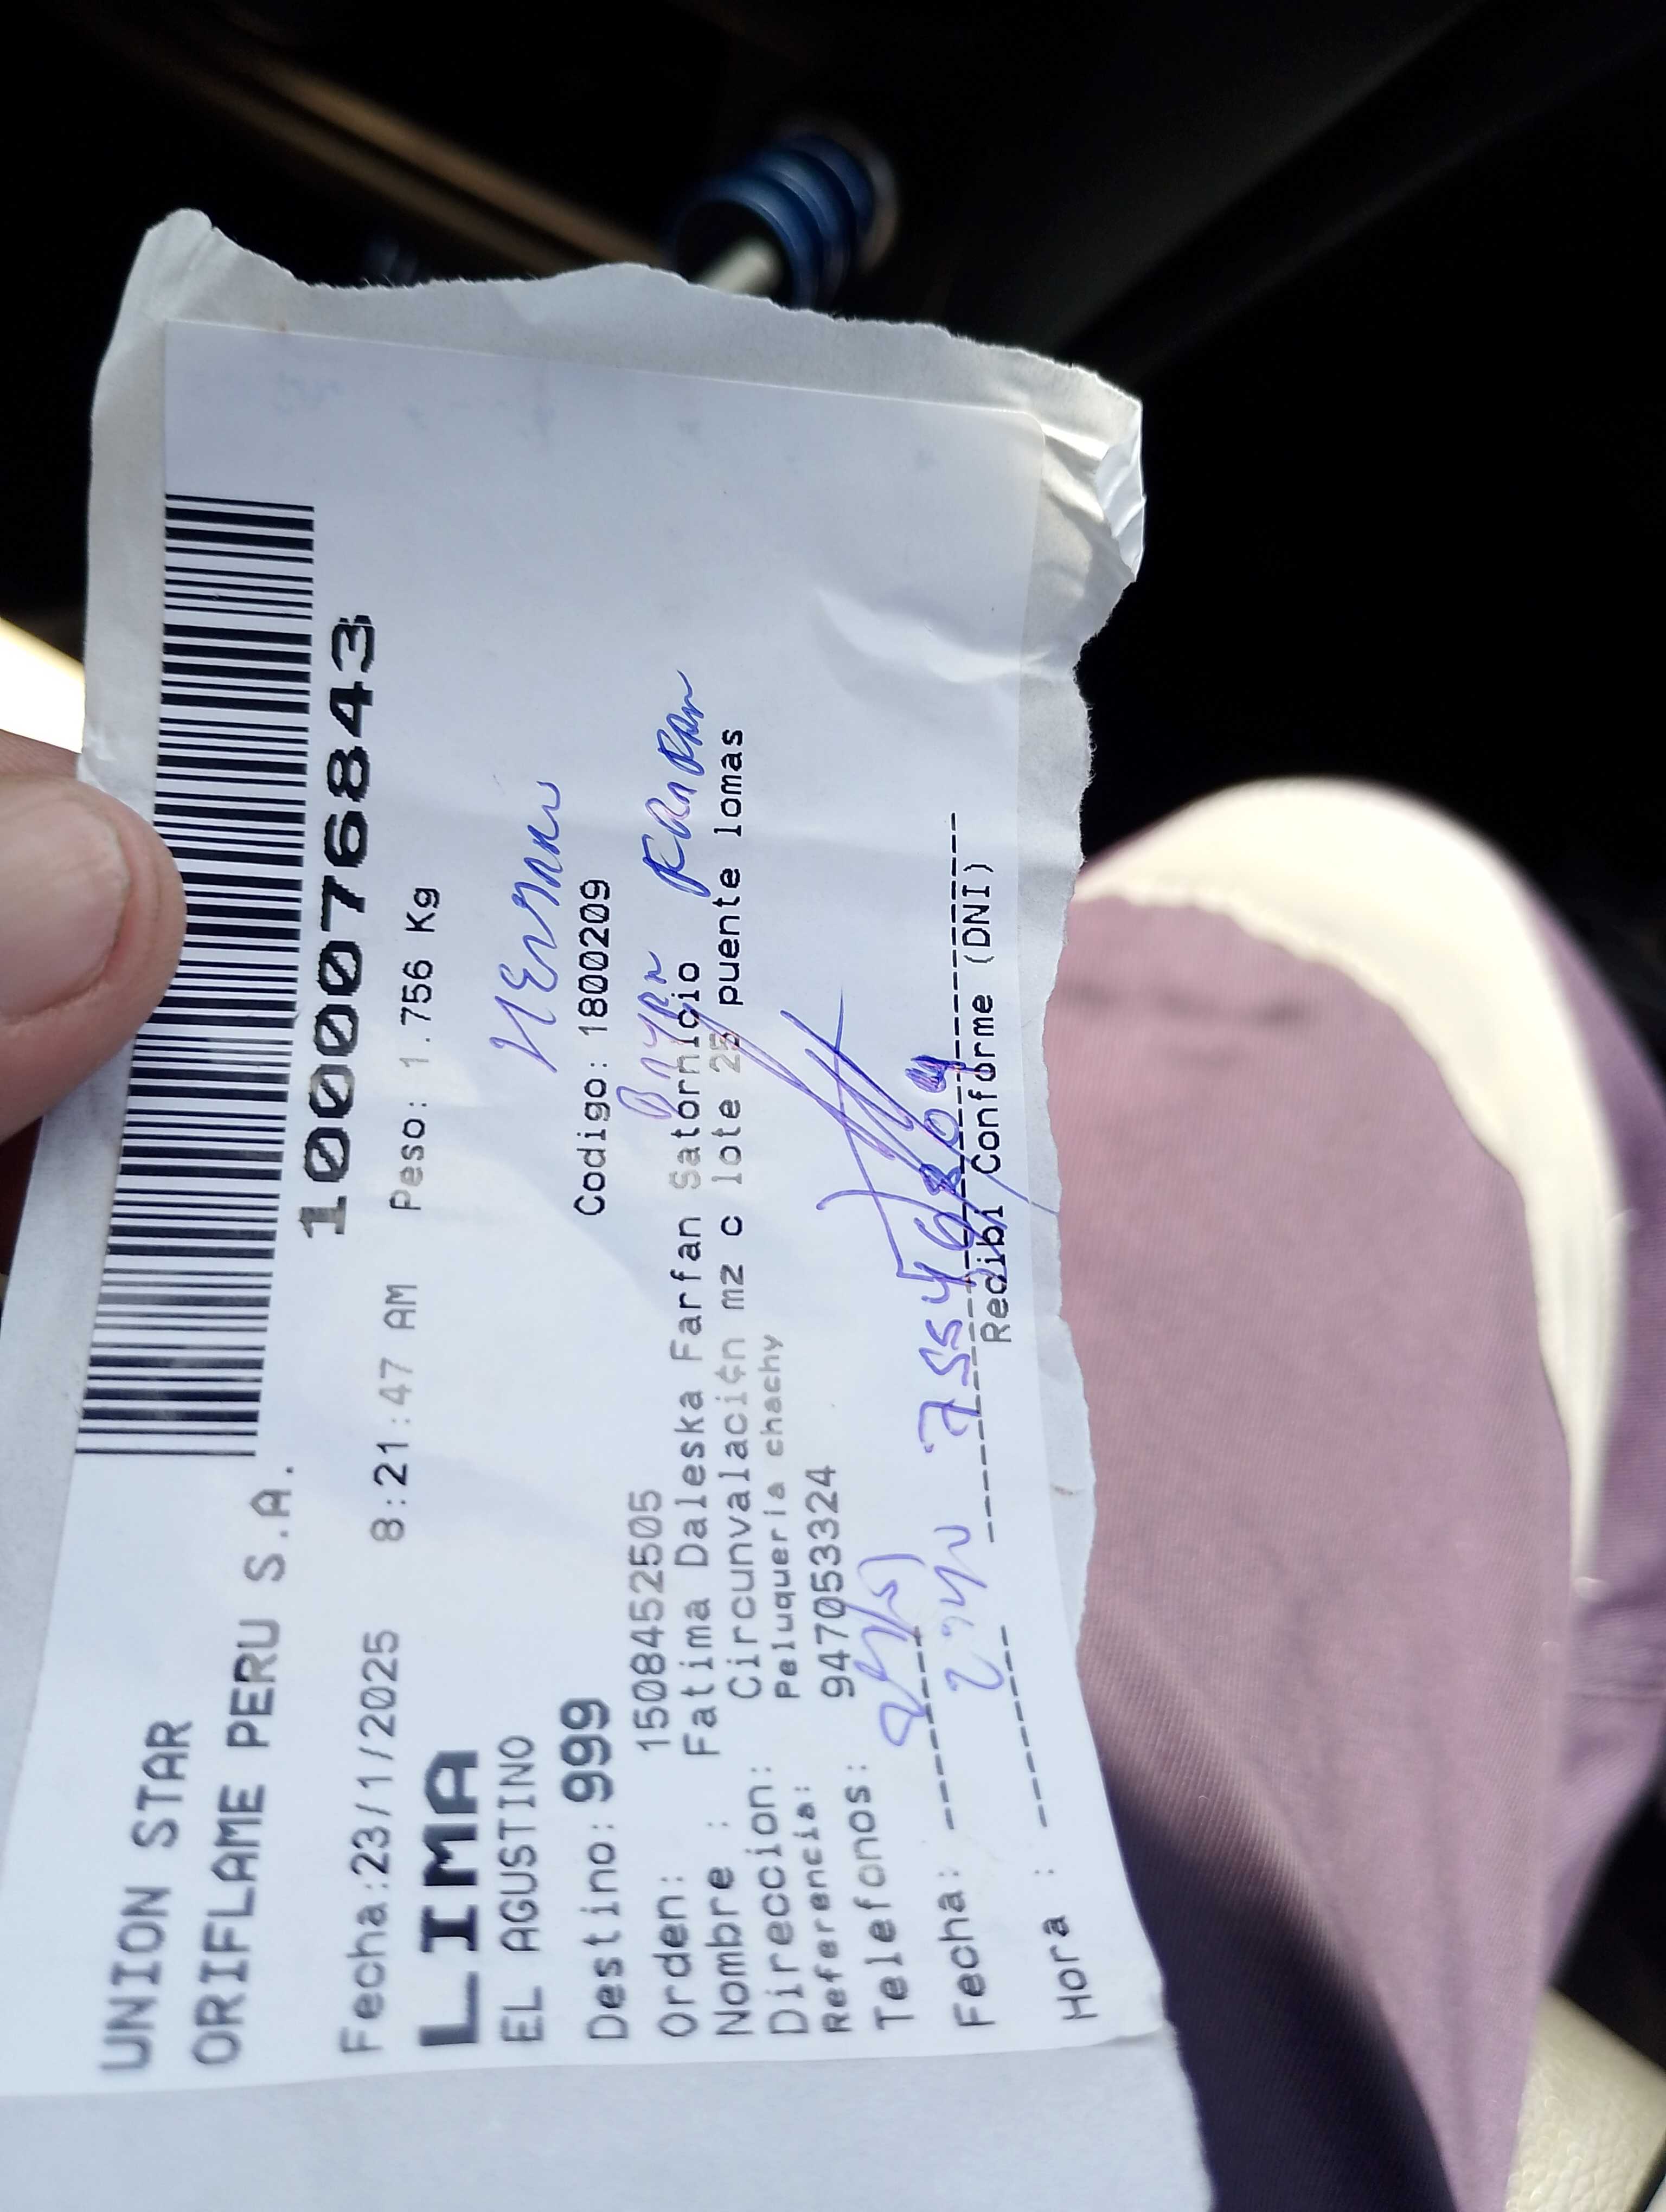 UNION STAR
ORIFLAME PERU S.A.
1000076843
Fecha:23/1/2025 8:21:47 AM Peso: 1.756 Kg
LIMA
EL AGUSTINO
Destino: 999 Codigo: 1800209
Orden: 1508452505
Nombre : Fatima Daleska Farfan Satornicio
Direccion: Circunvalaci¢n mz c lote 25 puente lomas
Referencia: Peluqueria chachy
Telefonos: 947053324
Fecha:
Hora :
Recibi Conforme (DNI)